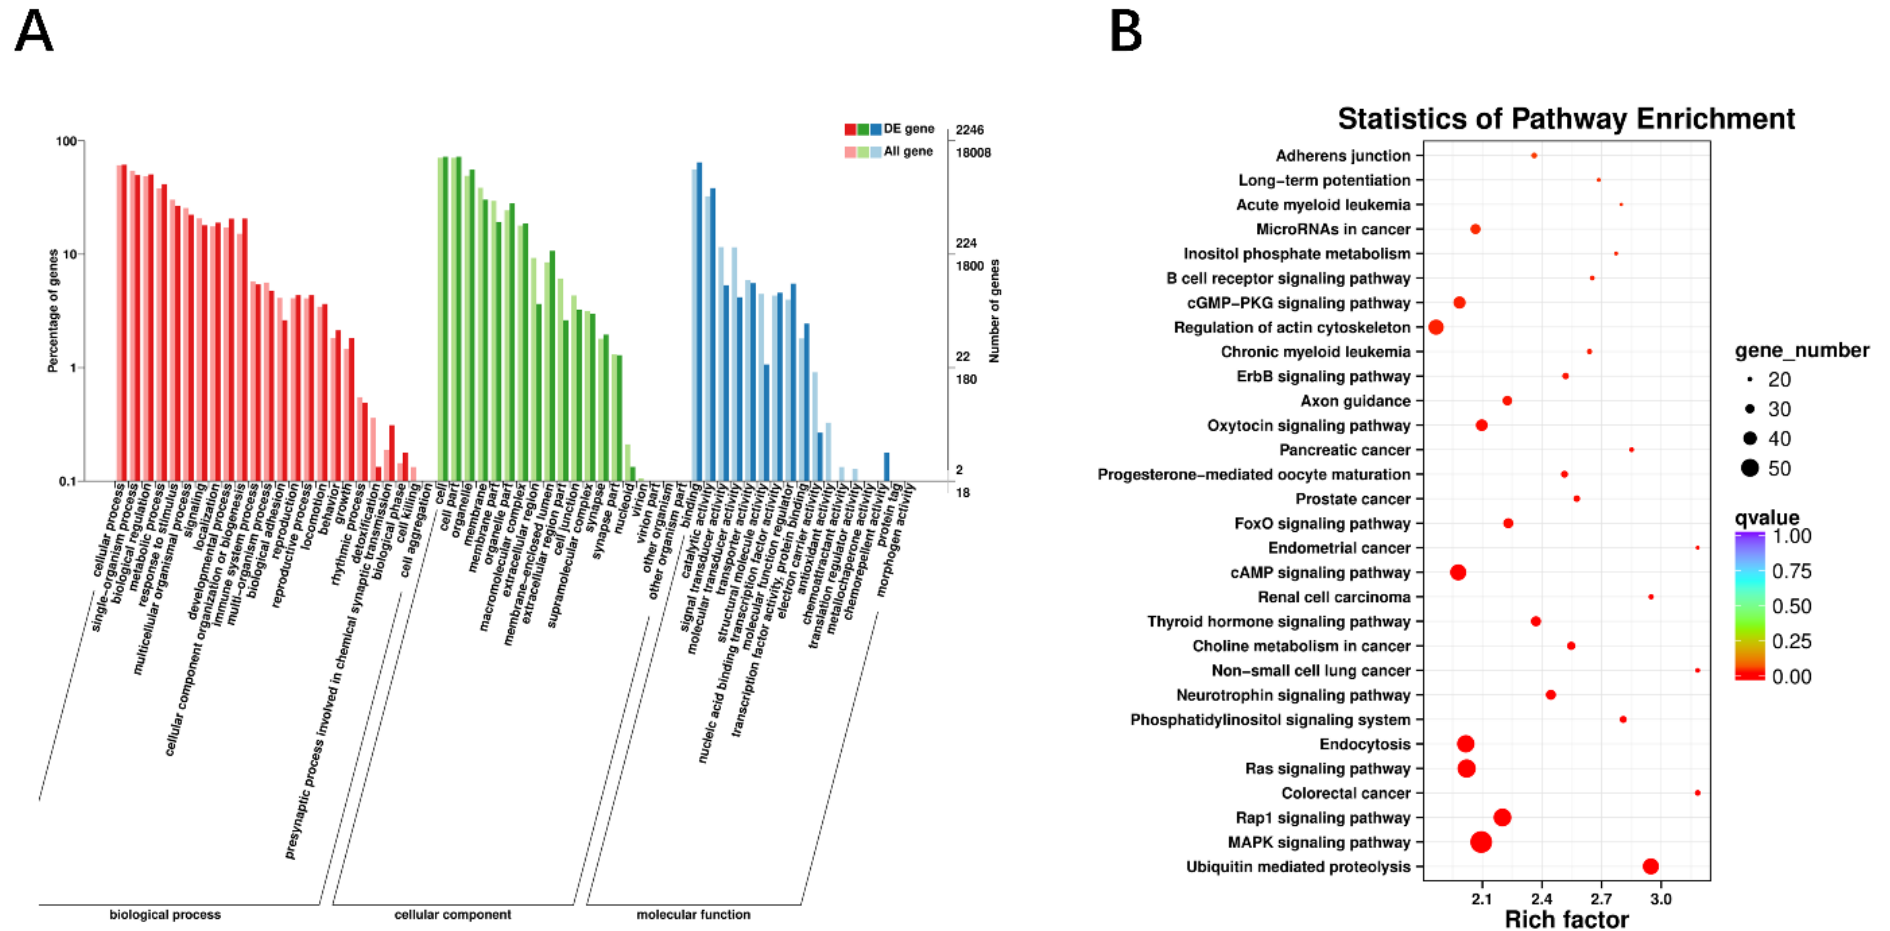 A
B
DE gene
All gene
100
10
1
0.1
Percentage of genes
2246
18008
224
1800
22
180
2
18
Number of genes
cellular process
single-organism process
biological regulation
metabolic process
response to stimulus
multicellular organismal process
signaling
localization
developmental process
cellular component organization or biogenesis
immune system process
multi-organism process
biological adhesion
reproduction
reproductive process
locomotion
behavior
growth
rhythmic process
detoxification
presynaptic process involved in chemical synaptic transmission
biological phase
cell killing
cell aggregation
cell
cell part
organelle
membrane
membrane part
organelle part
macromolecular complex
extracellular region
membrane-enclosed lumen
extracellular region part
cell junction
supramolecular complex
synapse
synapse part
nucleoid
virion
virion part
other organism
other organism part
binding
catalytic activity
signal transducer activity
molecular transducer activity
transporter activity
structural molecule activity
nucleic acid binding transcription factor activity
molecular function regulator
transcription factor activity, protein binding
electron carrier activity
antioxidant activity
chemoattractant activity
translation regulator activity
metallochaperone activity
chemorepellent activity
protein tag
morphogen activity
biological process
cellular component
molecular function
Statistics of Pathway Enrichment
Adherens junction
Long-term potentiation
Acute myeloid leukemia
MicroRNAs in cancer
Inositol phosphate metabolism
B cell receptor signaling pathway
cGMP-PKG signaling pathway
Regulation of actin cytoskeleton
Chronic myeloid leukemia
ErbB signaling pathway
Axon guidance
Oxytocin signaling pathway
Pancreatic cancer
Progesterone-mediated oocyte maturation
Prostate cancer
FoxO signaling pathway
Endometrial cancer
cAMP signaling pathway
Renal cell carcinoma
Thyroid hormone signaling pathway
Choline metabolism in cancer
Non-small cell lung cancer
Neurotrophin signaling pathway
Phosphatidylinositol signaling system
Endocytosis
Ras signaling pathway
Colorectal cancer
Rap1 signaling pathway
MAPK signaling pathway
Ubiquitin mediated proteolysis
2.1 2.4 2.7 3.0
Rich factor
gene_number
20
30
40
50
qvalue
1.00
0.75
0.50
0.25
0.00